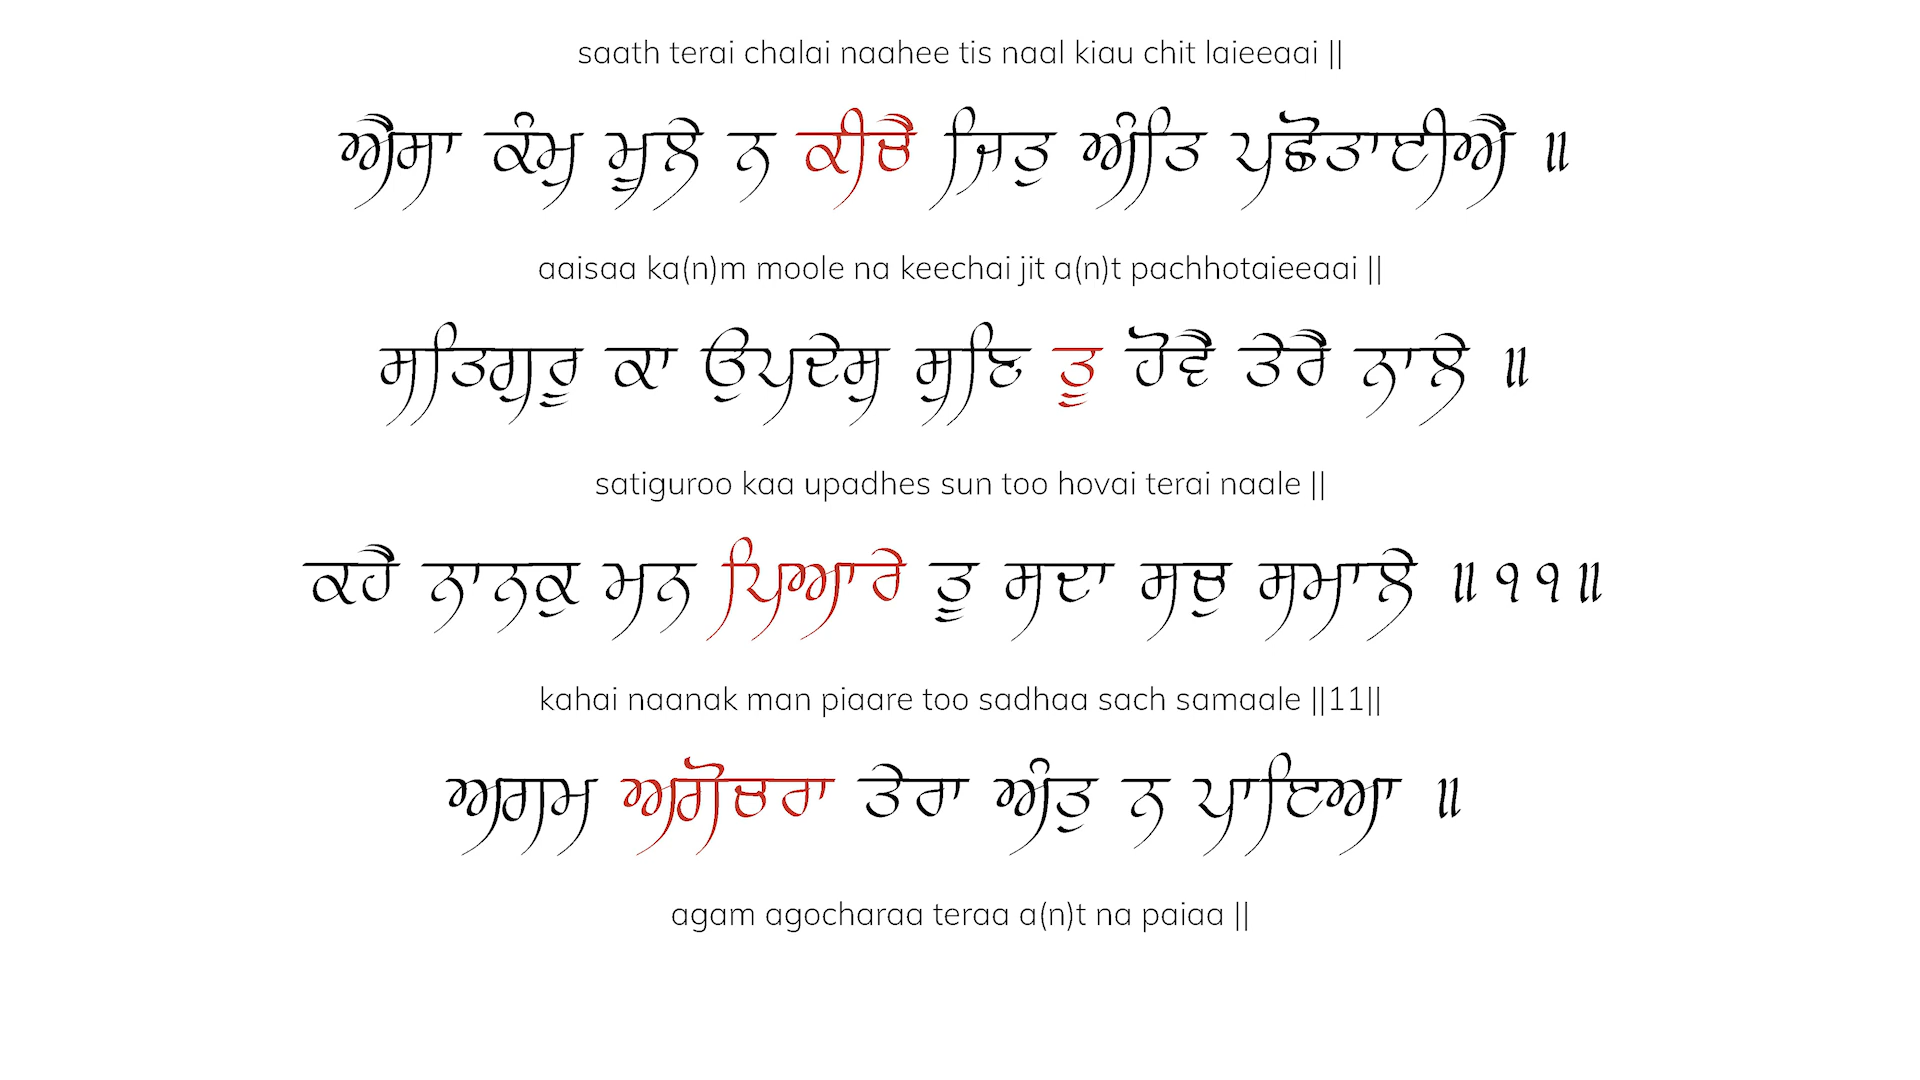 saath terai chalai naahee tis naal kiau chit laieeaai ||
ਐਸਾ ਕੰਮੁ ਮੂਲੇ ਨ ਕੀਚੈ ਜਿਤੁ ਅੰਤਿ ਪਛੋਤਾਈਐ ॥
aaisaa ka(n)m moole na keechai jit a(n)t pachhotaieeaai ||
ਸਤਿਗੁਰੂ ਕਾ ਉਪਦੇਸੁ ਸੁਣਿ ਤੂ ਹੋਵੈ ਤੇਰੈ ਨਾਲੇ ॥
satiguroo kaa upadhes sun too hovai terai naale ||
ਕਹੈ ਨਾਨਕੁ ਮਨ ਪਿਆਰੇ ਤੂ ਸਦਾ ਸਚੁ ਸਮਾਲੇ ॥੧੧॥
kahai naanak man piaare too sadhaa sach samaale ||11||
ਅਗਮ ਅਗੋਚਰਾ ਤੇਰਾ ਅੰਤੁ ਨ ਪਾਇਆ ॥
agam agocharaa teraa a(n)t na paiaa ||